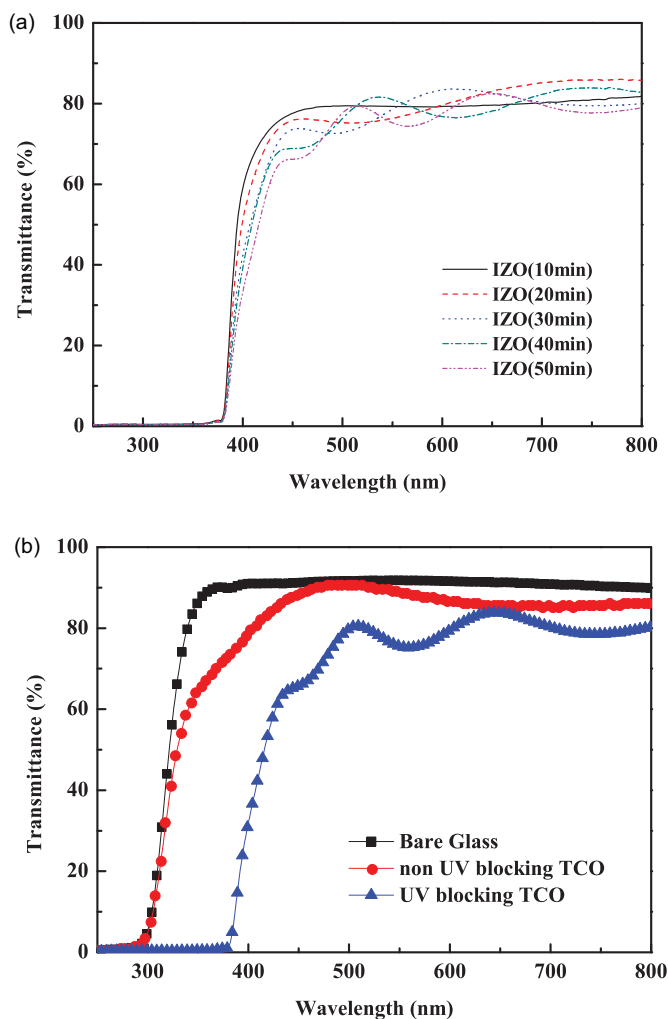 (a)
100
80
60
40
20
0
Transmittance (%)
IZO(10min)
IZO(20min)
IZO(30min)
IZO(40min)
IZO(50min)
300 400 500 600 700 800
Wavelength (nm)
(b)
100
80
60
40
20
0
Transmittance (%)
Bare Glass
non UV blocking TCO
UV blocking TCO
300 400 500 600 700 800
Wavelength (nm)